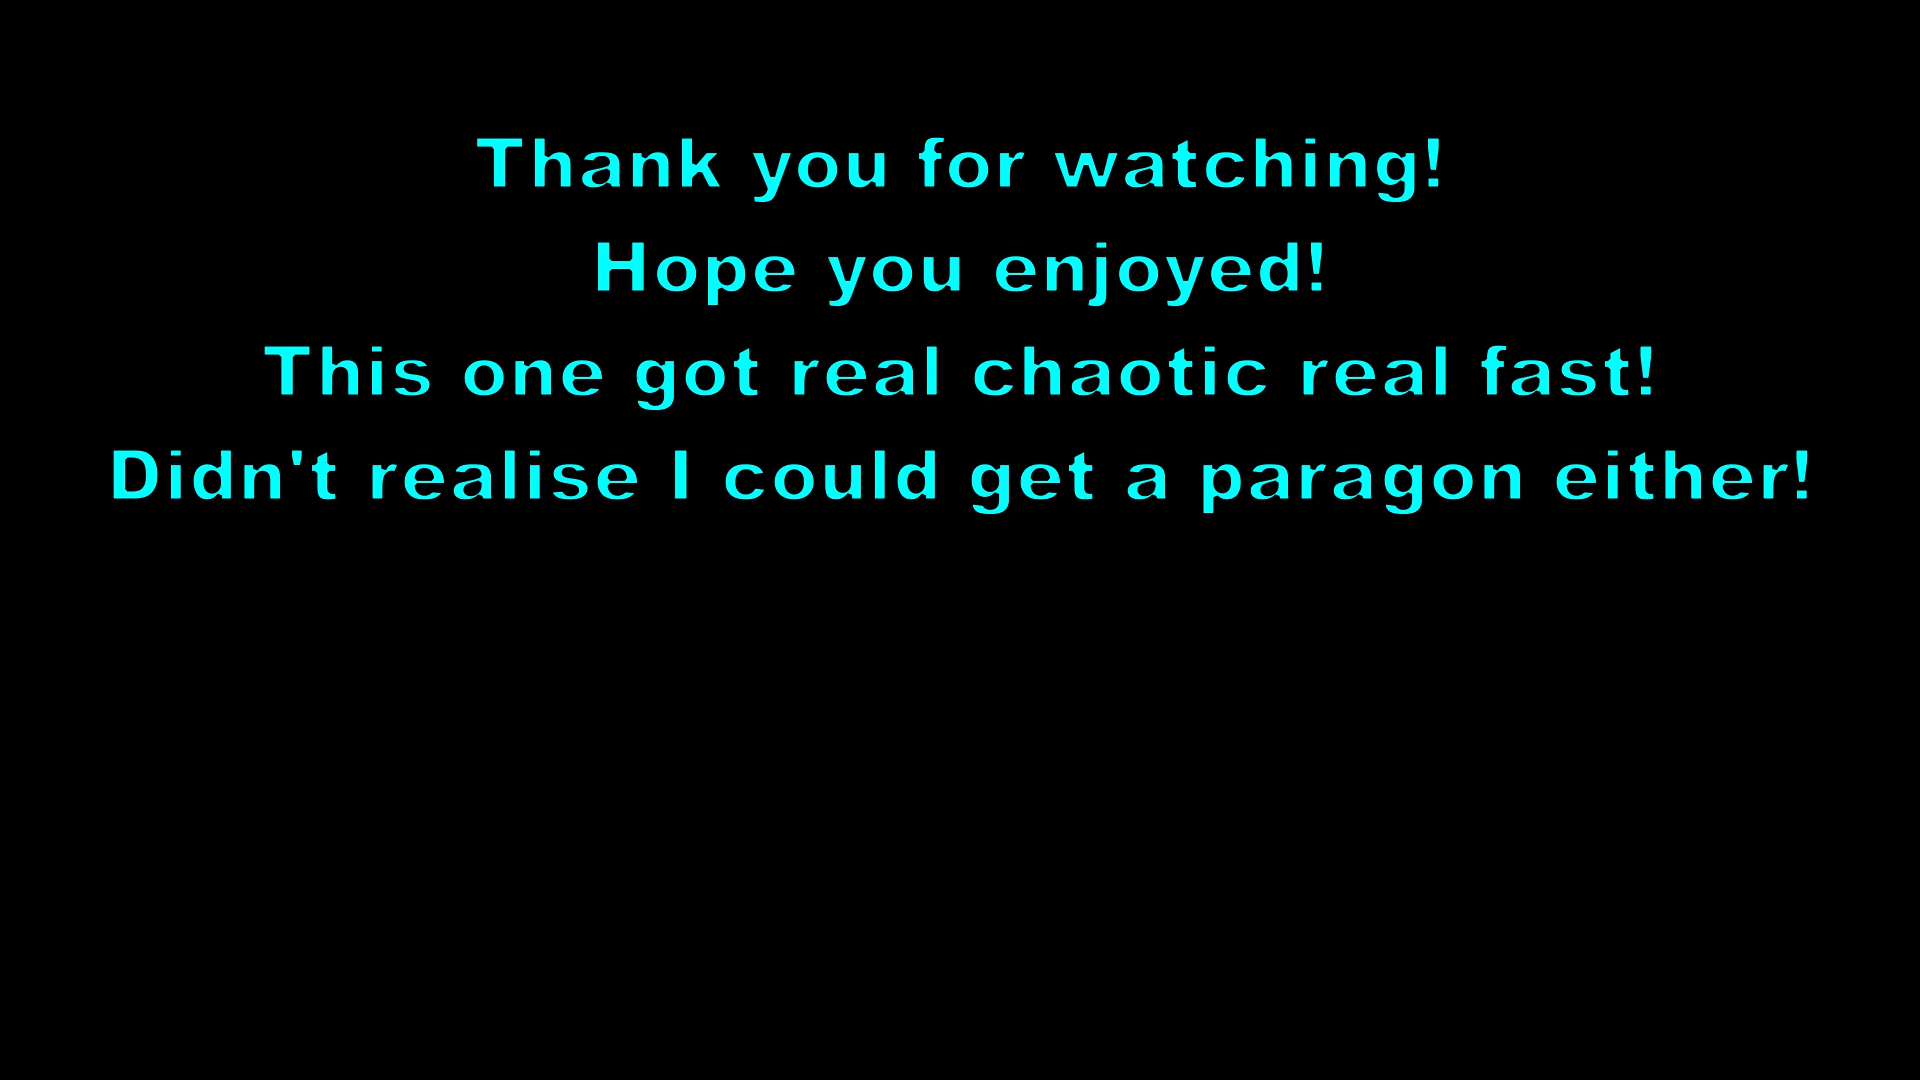 Thank you for watching!
Hope you enjoyed!
This one got real chaotic real fast!
Didn't realise I could get a paragon either!